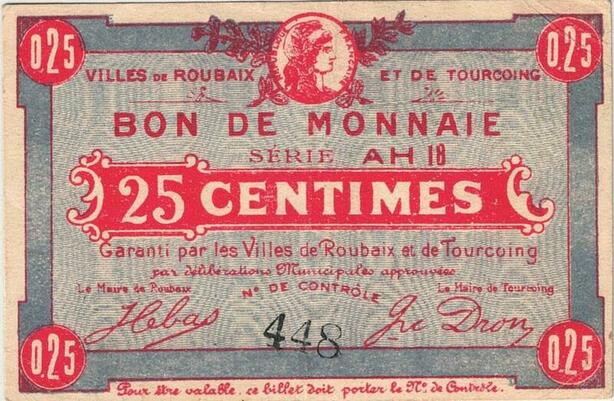 0.25
0.25
VILLES DE ROUBAIX ET DE TOURCOING
BON DE MONNAIE
SÉRIE AH 18
25 CENTIMES
Garanti par les Villes de Roubaix et de Tourcoing
par délibérations Municipales approuvées
Le Maire de Roubaix
N° DE CONTRÔLE
Le Maire de Tourcoing
Hebas
448
Dron
0.25
0.25
Pour être valable, ce billet doit porter le N°. de Contrôle.